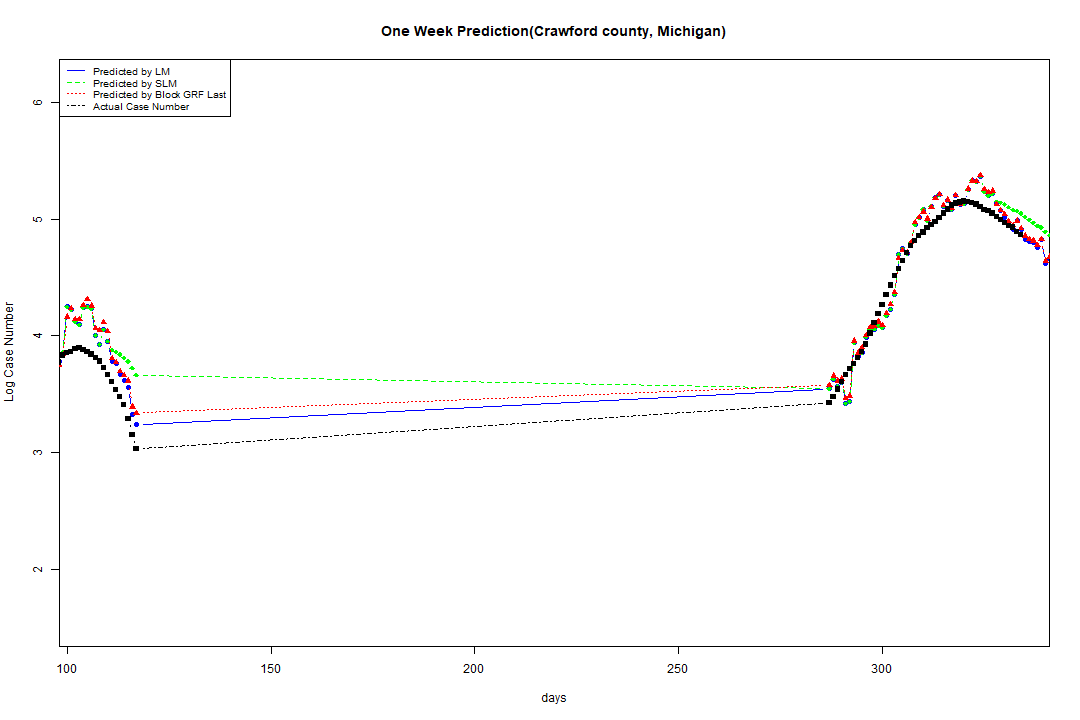 One Week Prediction(Crawford county, Michigan)
Predicted by LM
Predicted by SLM
Predicted by Block GRF Last
Actual Case Number
6
5
4
3
2
Log Case Number
100 150 200 250 300
days